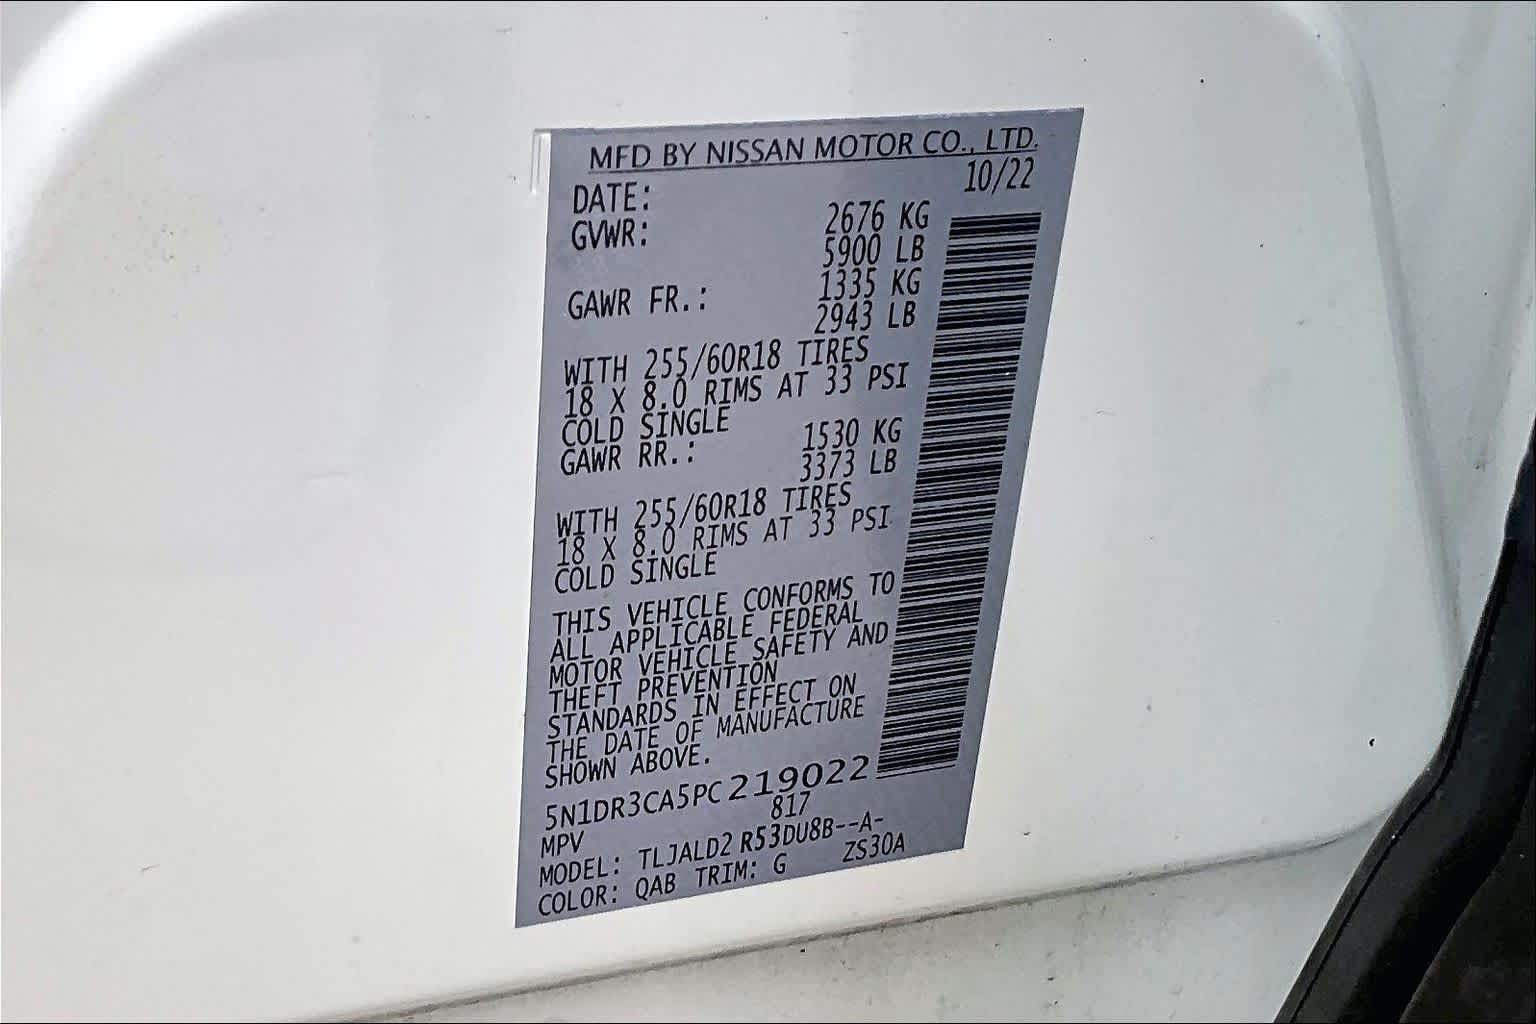 MFD BY NISSAN MOTOR CO., LTD.
DATE: 10/22
GVWR: 2676 KG
5900 LB
GAWR FR.: 1335 KG
2943 LB
WITH 255/60R18 TIRES
18 X 8.0 RIMS AT 33 PSI
COLD SINGLE
GAWR RR.: 1530 KG
3373 LB
WITH 255/60R18 TIRES
18 X 8.0 RIMS AT 33 PSI
COLD SINGLE
THIS VEHICLE CONFORMS TO
ALL APPLICABLE FEDERAL
MOTOR VEHICLE SAFETY AND
THEFT PREVENTION
STANDARDS IN EFFECT ON
THE DATE OF MANUFACTURE
SHOWN ABOVE.
5N1DR3CA5PC219022
MPV 817
MODEL: TLJALD2 R53DU8B--A-
COLOR: QAB TRIM: G ZS30A